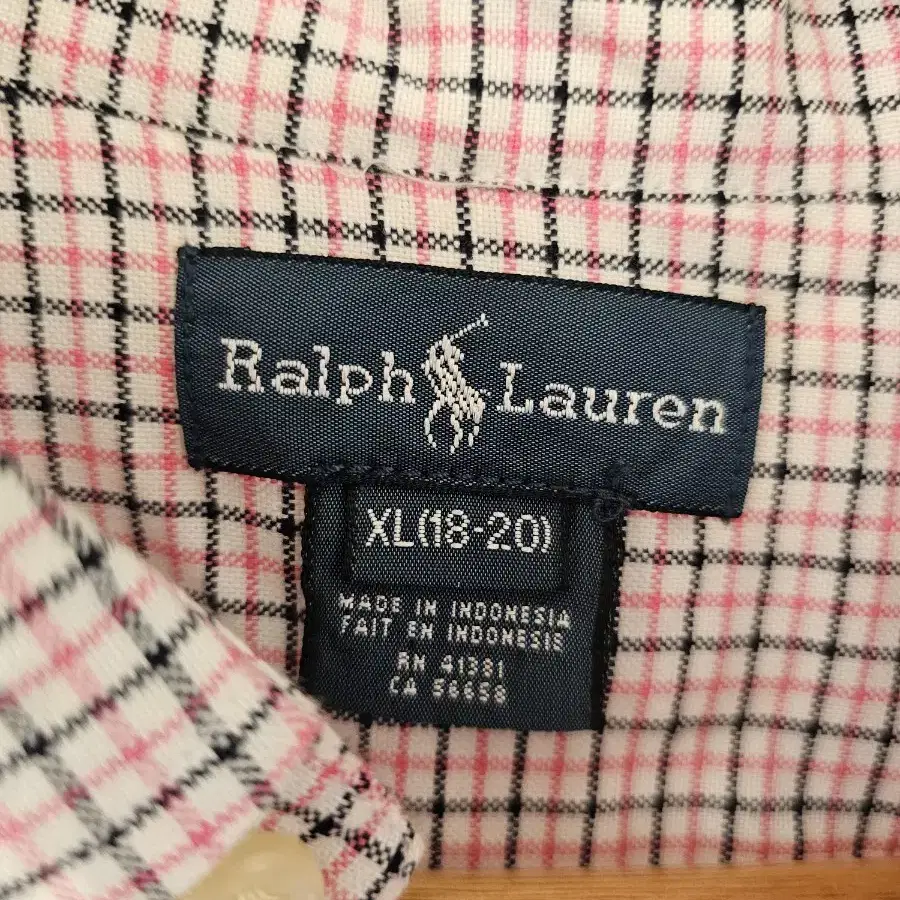 Ralph Lauren
XL(18-20)
MADE IN INDONESIA
FAIT EN INDONESIE
RN 41381
CA 56658